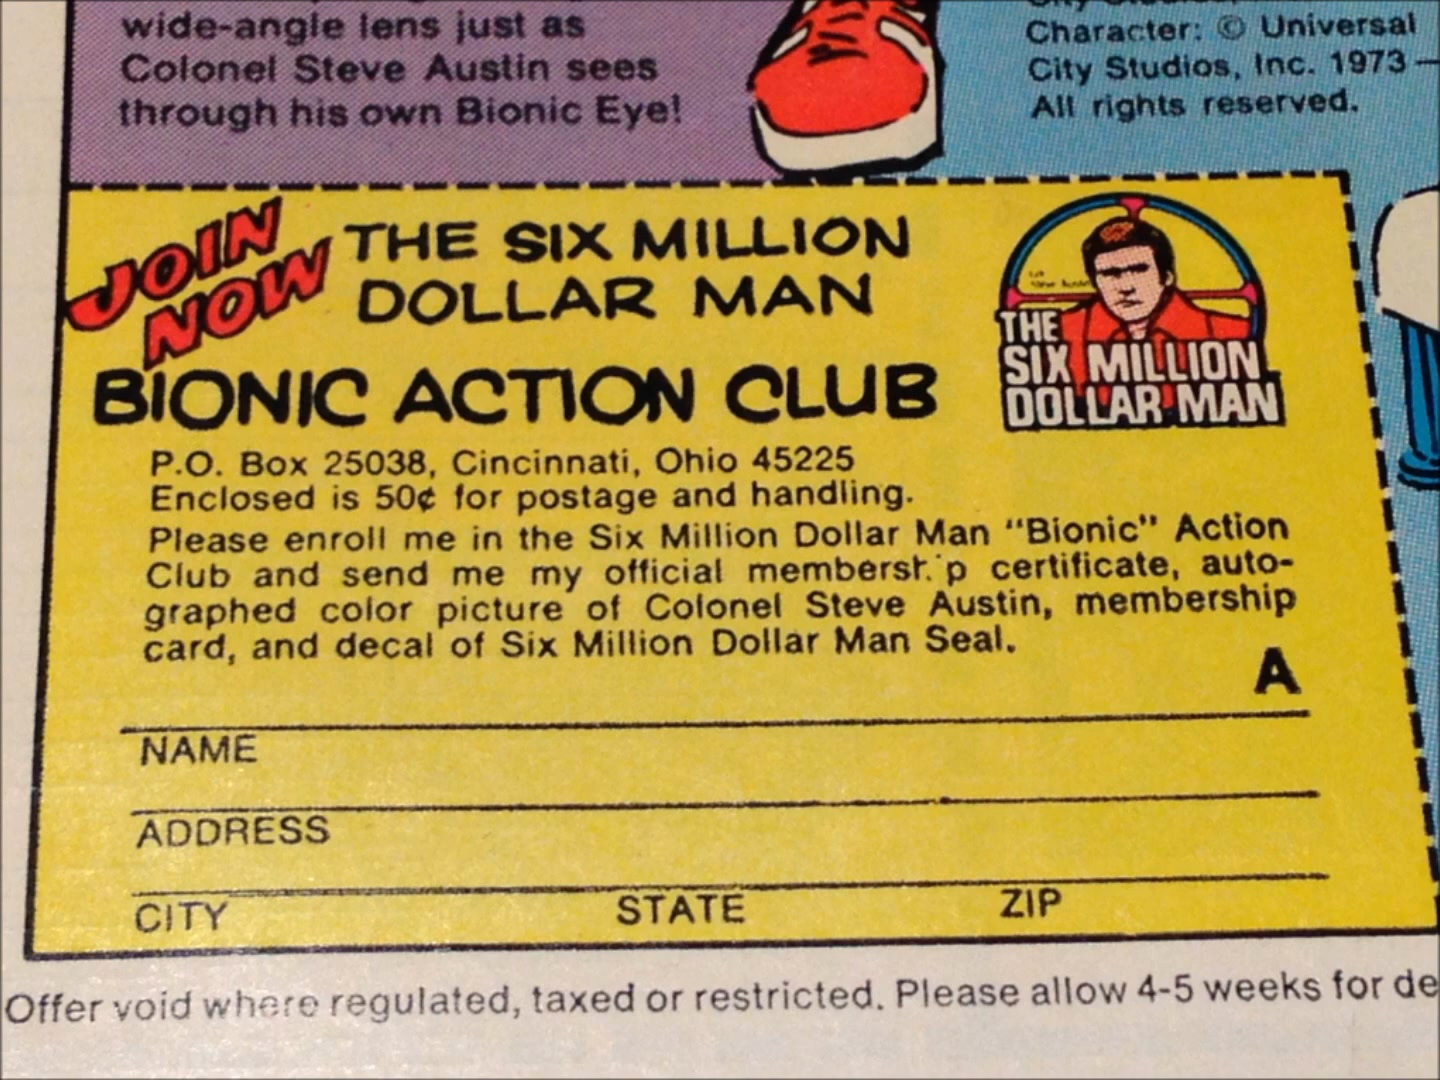 wide-angle lens just as
Colonel Steve Austin sees
through his own Bionic Eye!
Character: © Universal
City Studios, Inc. 1973 —
All rights reserved.
JOIN
NOW
THE SIX MILLION
DOLLAR MAN
BIONIC ACTION CLUB
THE
SIX MILLION
DOLLAR MAN
P.O. Box 25038, Cincinnati, Ohio 45225
Enclosed is 50¢ for postage and handling.
Please enroll me in the Six Million Dollar Man "Bionic" Action
Club and send me my official membership certificate, auto-
graphed color picture of Colonel Steve Austin, membership
card, and decal of Six Million Dollar Man Seal.
A
NAME
ADDRESS
CITY STATE ZIP
Offer void where regulated, taxed or restricted. Please allow 4-5 weeks for de